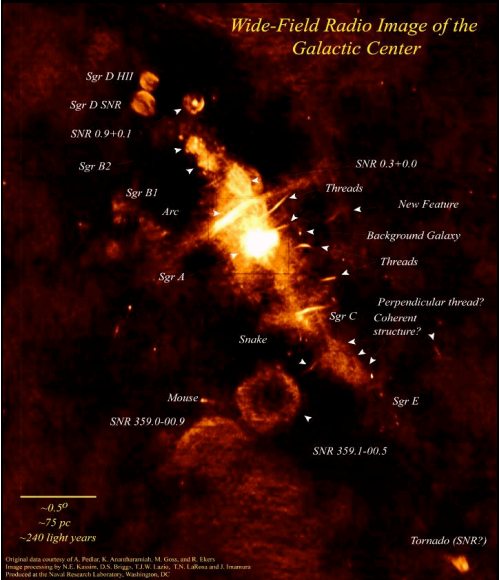 Wide-Field Radio Image of the
Galactic Center
Sgr D HII
Sgr D SNR
SNR 0.9+0.1
Sgr B2
SNR 0.3+0.0
Threads
Sgr B1
New Feature
Arc
Background Galaxy
Threads
Sgr A
Perpendicular thread?
Sgr C
Coherent
structure?
Snake
Mouse
Sgr E
SNR 359.0-00.9
SNR 359.1-00.5
~0.5o
~75 pc
~240 light years
Tornado (SNR?)
Original data courtesy of A. Pedlar, K. Anantharamiah, M. Goss, and R. Ekers
Image processing by N.E. Kassim, D.S. Briggs, T.J.W. Lazio, T.N. LaRosa and J. Imamura
Produced at the Naval Research Laboratory, Washington, DC